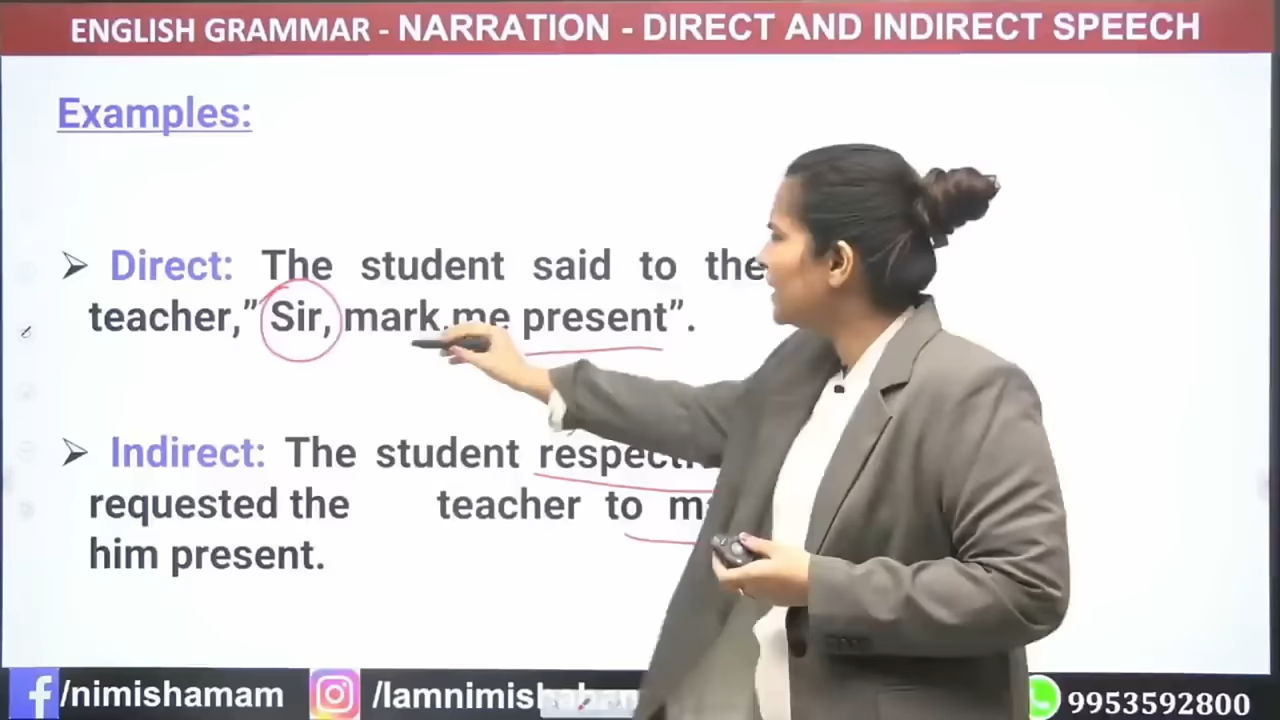 ENGLISH GRAMMAR - NARRATION - DIRECT AND INDIRECT SPEECH
Examples:
➢ Direct: The student said to the
teacher,” Sir, mark me present”.
➢ Indirect: The student
requested the teacher to
him present.
f/nimishamam
9953592800